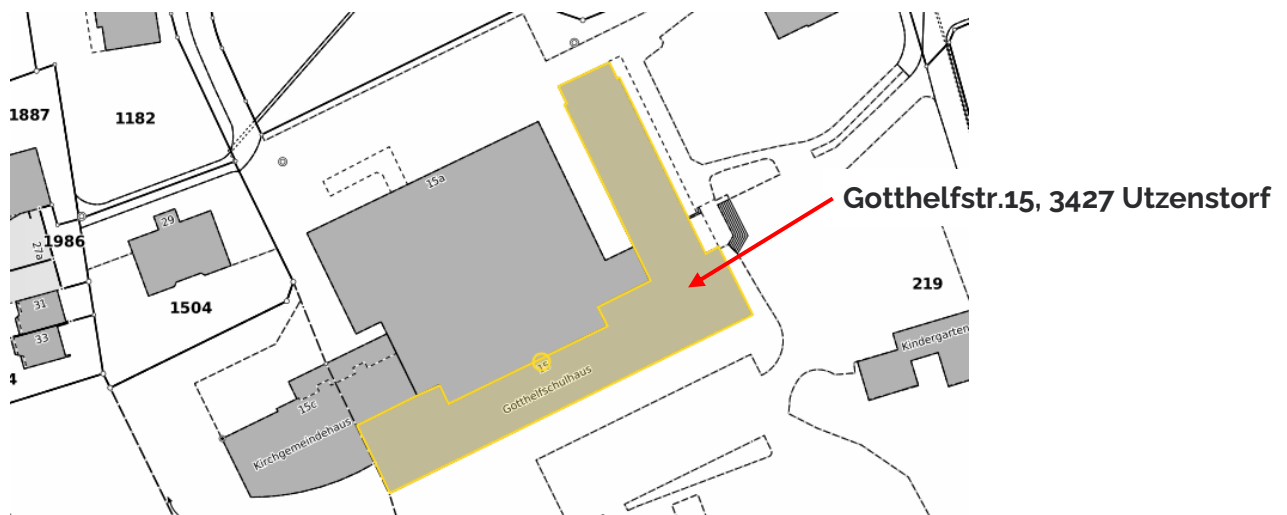 1887
1182
15a
Gotthelfstr.15, 3427 Utzenstorf
29
27a
1986
219
31
1504
33
Kindergarten
15
4
Gotthelfschulhaus
15c
Kirchgemeindehaus